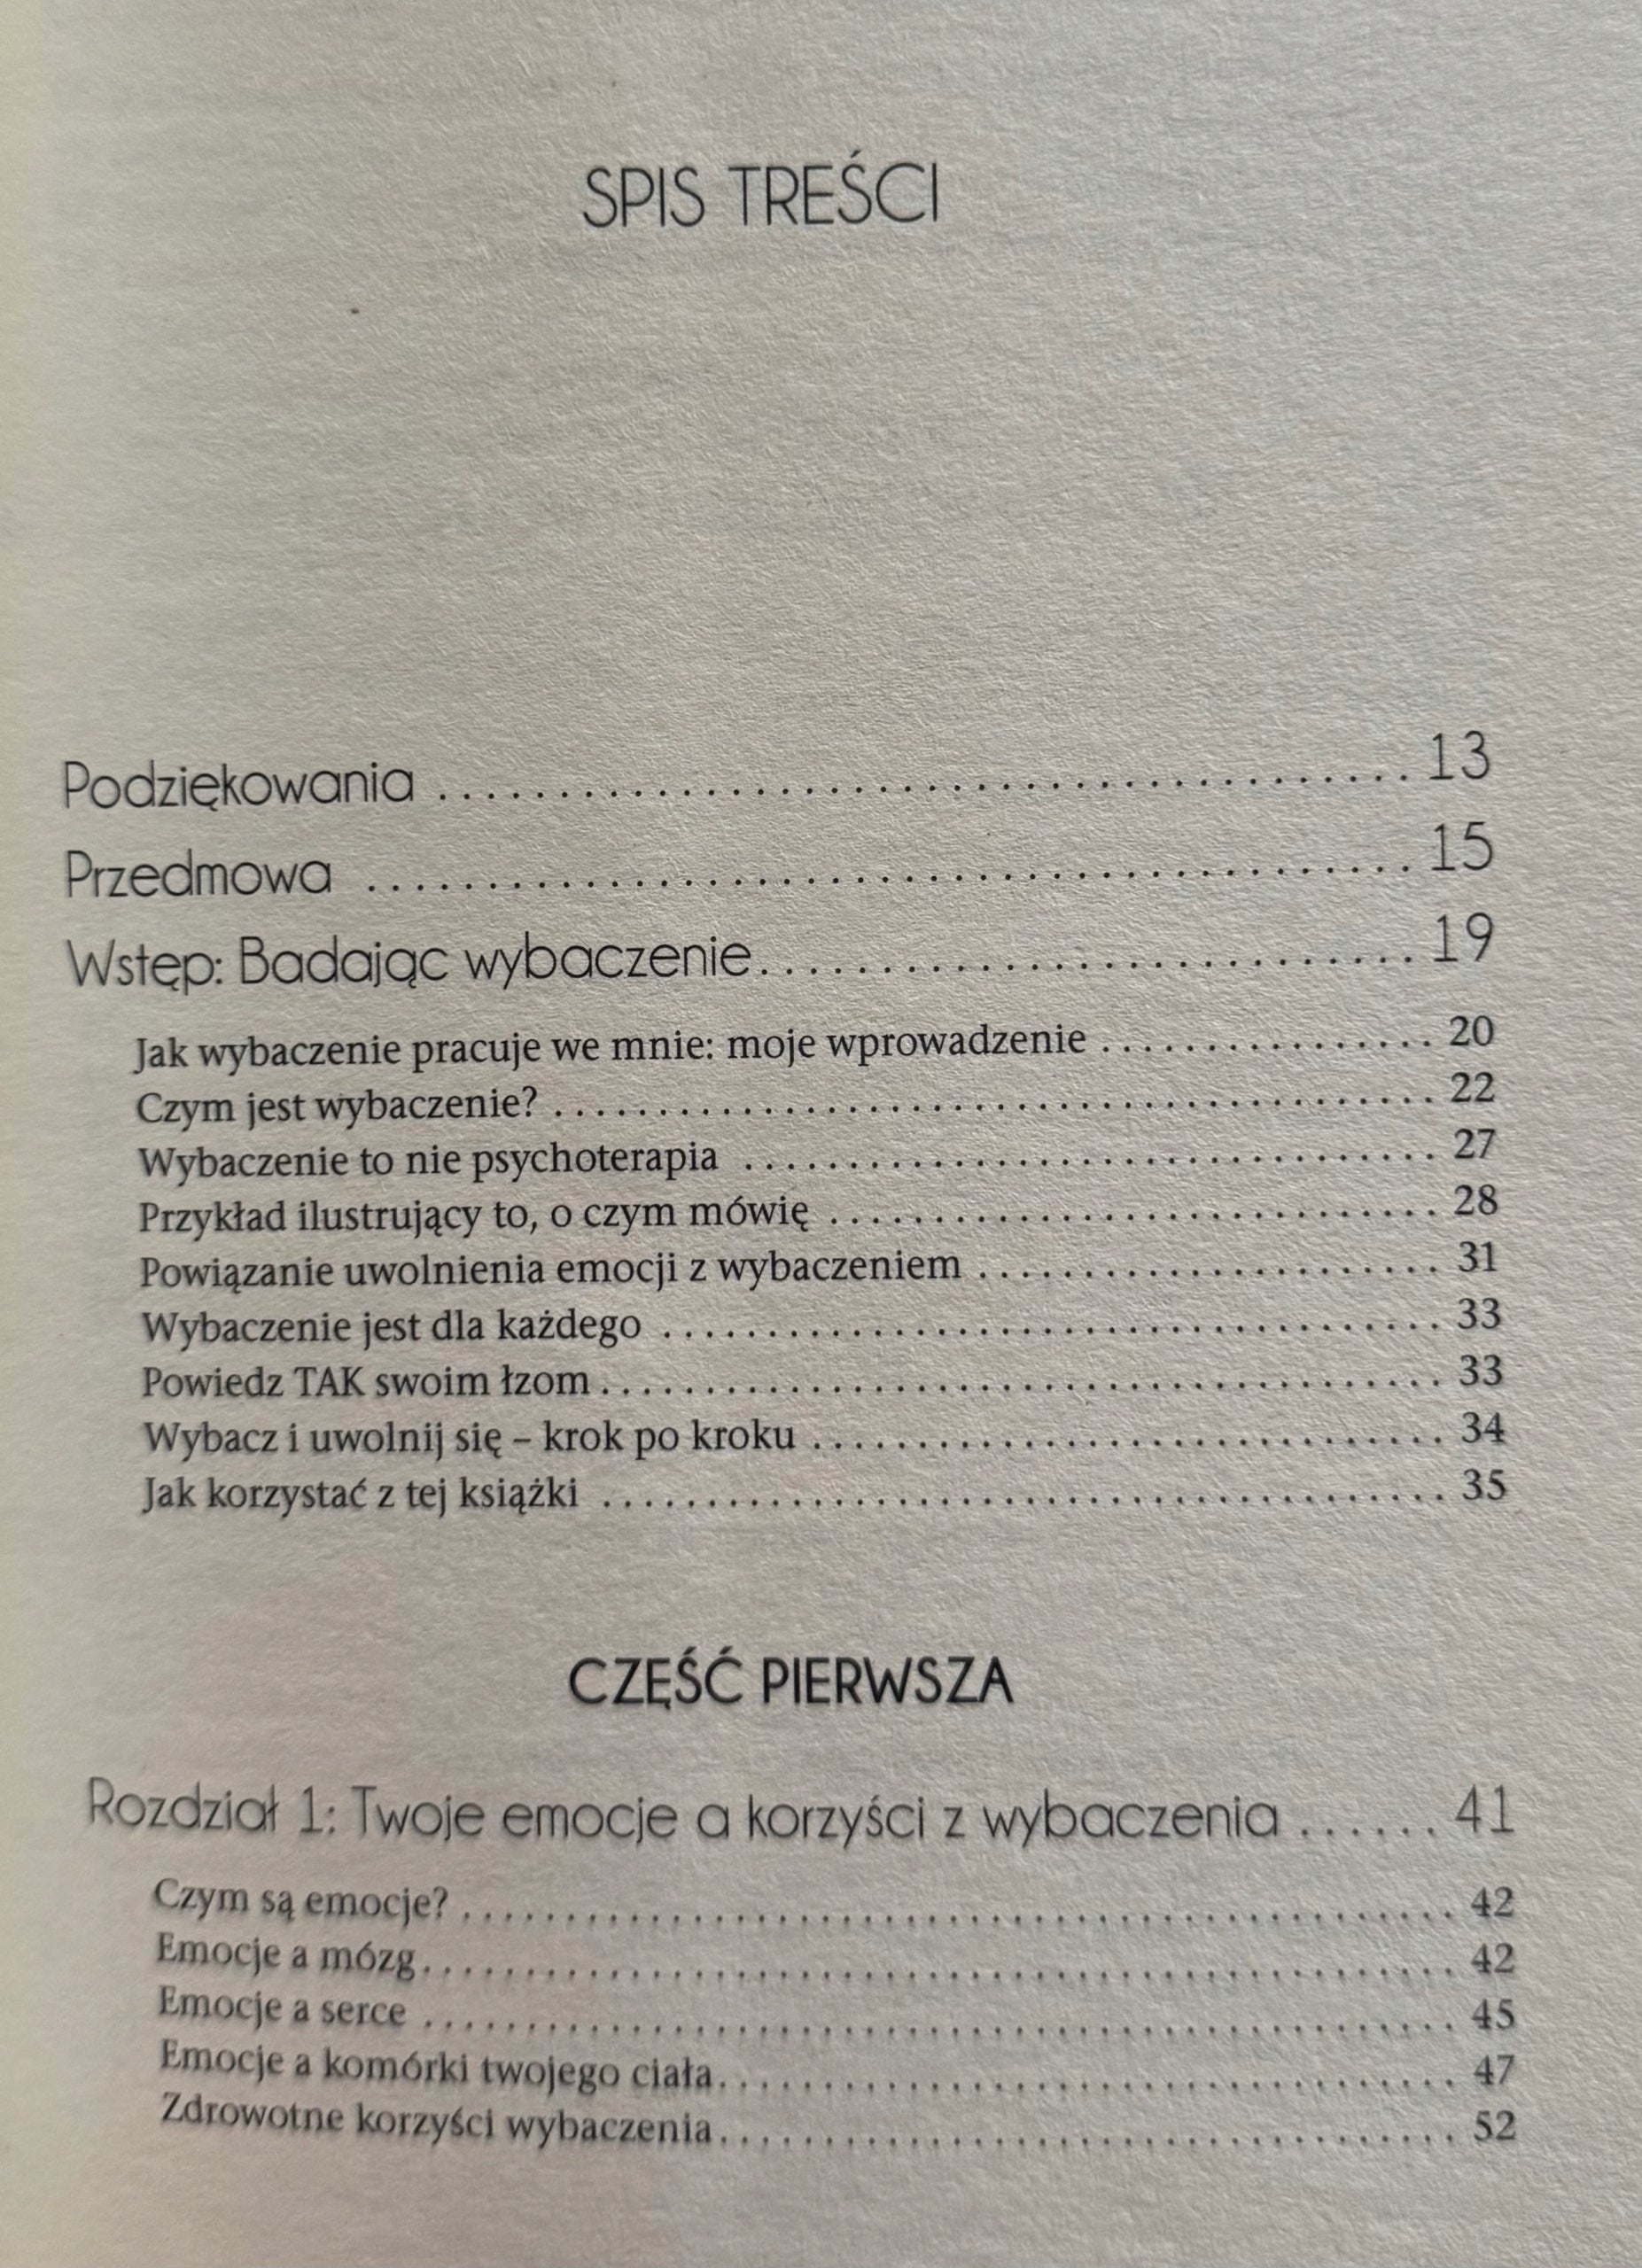 SPIS TREŚCI
Podziękowania . . . . . . . . . . . . . . . . . . . . . . . . . . . . . . . . . . . . . . . . 13
Przedmowa . . . . . . . . . . . . . . . . . . . . . . . . . . . . . . . . . . . . . . . . . . . 15
Wstęp: Badając wybaczenie. . . . . . . . . . . . . . . . . . . . . . . . . . . 19
Jak wybaczenie pracuje we mnie: moje wprowadzenie . . . . . . . . . . . . . . . . 20
Czym jest wybaczenie? . . . . . . . . . . . . . . . . . . . . . . . . . . . . . . . . . . . . . . . . . 22
Wybaczenie to nie psychoterapia . . . . . . . . . . . . . . . . . . . . . . . . . . . . . . . . . 27
Przykład ilustrujący to, o czym mówię . . . . . . . . . . . . . . . . . . . . . . . . . . . . . 28
Powiązanie uwolnienia emocji z wybaczeniem . . . . . . . . . . . . . . . . . . . . . . 31
Wybaczenie jest dla każdego . . . . . . . . . . . . . . . . . . . . . . . . . . . . . . . . . . . . . 33
Powiedz TAK swoim łzom . . . . . . . . . . . . . . . . . . . . . . . . . . . . . . . . . . . . . . . . 33
Wybacz i uwolnij się – krok po kroku . . . . . . . . . . . . . . . . . . . . . . . . . . . . . . 34
Jak korzystać z tej książki . . . . . . . . . . . . . . . . . . . . . . . . . . . . . . . . . . . . . . . . 35
CZĘŚĆ PIERWSZA
Rozdział 1: Twoje emocje a korzyści z wybaczenia . . . . . . 41
Czym są emocje? . . . . . . . . . . . . . . . . . . . . . . . . . . . . . . . . . . . . . . . . . . . . . . . 42
Emocje a mózg . . . . . . . . . . . . . . . . . . . . . . . . . . . . . . . . . . . . . . . . . . . . . . . . . 42
Emocje a serce . . . . . . . . . . . . . . . . . . . . . . . . . . . . . . . . . . . . . . . . . . . . . . . . . 45
Emocje a komórki twojego ciała. . . . . . . . . . . . . . . . . . . . . . . . . . . . . . . . . . . 47
Zdrowotne korzyści wybaczenia . . . . . . . . . . . . . . . . . . . . . . . . . . . . . . . . . . . 52